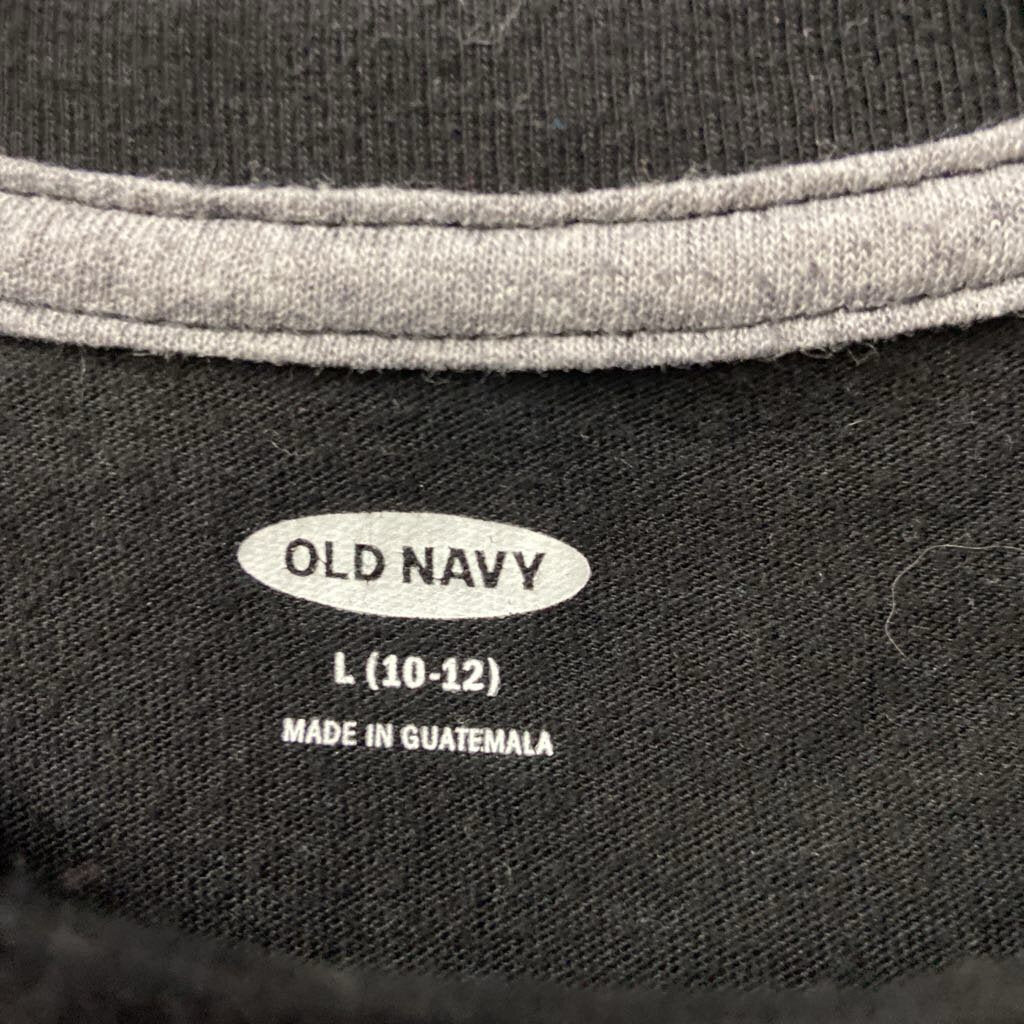 OLD NAVY
L (10-12)
MADE IN GUATEMALA